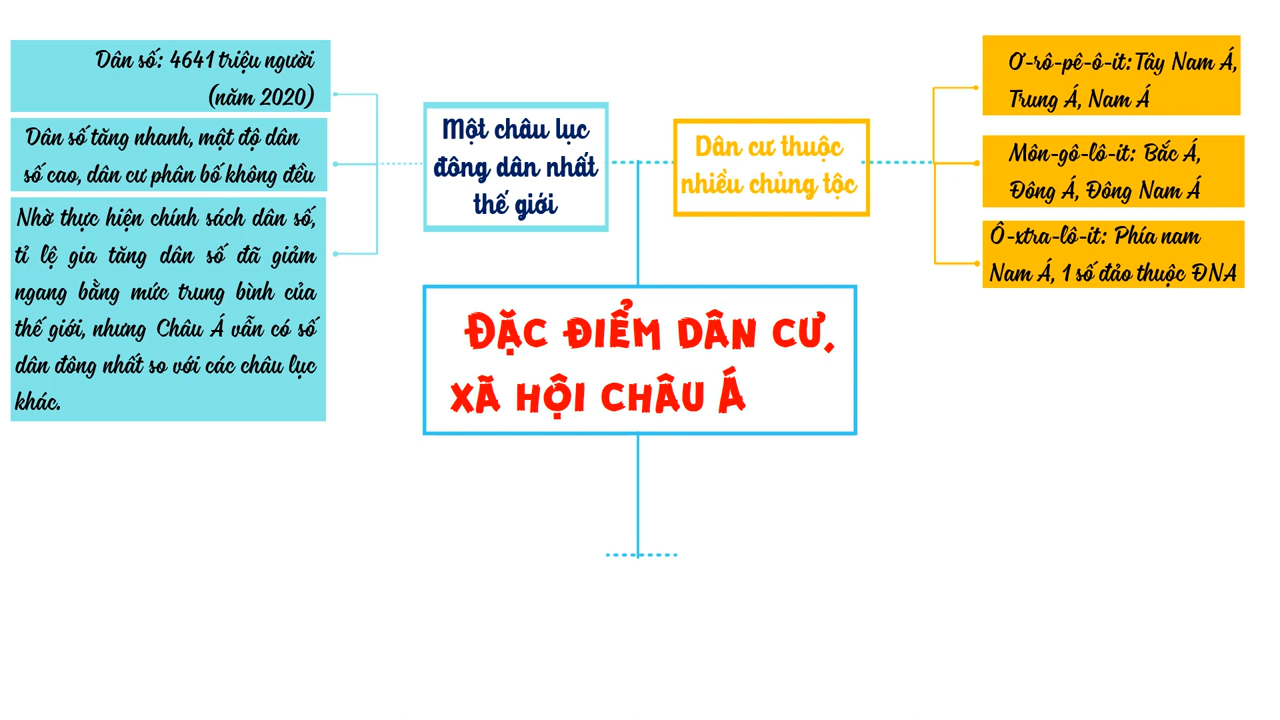 Dân số: 4641 triệu người
(năm 2020)
Dân số tăng nhanh, mật độ dân
số cao, dân cư phân bố không đều
Nhờ thực hiện chính sách dân số,
tỉ lệ gia tăng dân số đã giảm
ngang bằng mức trung bình của
thế giới, nhưng Châu Á vẫn có số
dân đông nhất so với các châu lục
khác.
Một châu lục
đông dân nhất
thế giới
Dân cư thuộc
nhiều chủng tộc
Ơ-rô-pê-ô-it: Tây Nam Á,
Trung Á, Nam Á
Môn-gô-lô-it: Bắc Á,
Đông Á, Đông Nam Á
Ô-xtra-lô-it: Phía nam
Nam Á, 1 số đảo thuộc ĐNA
ĐẶC ĐIỂM DÂN CƯ,
XÃ HỘI CHÂU Á